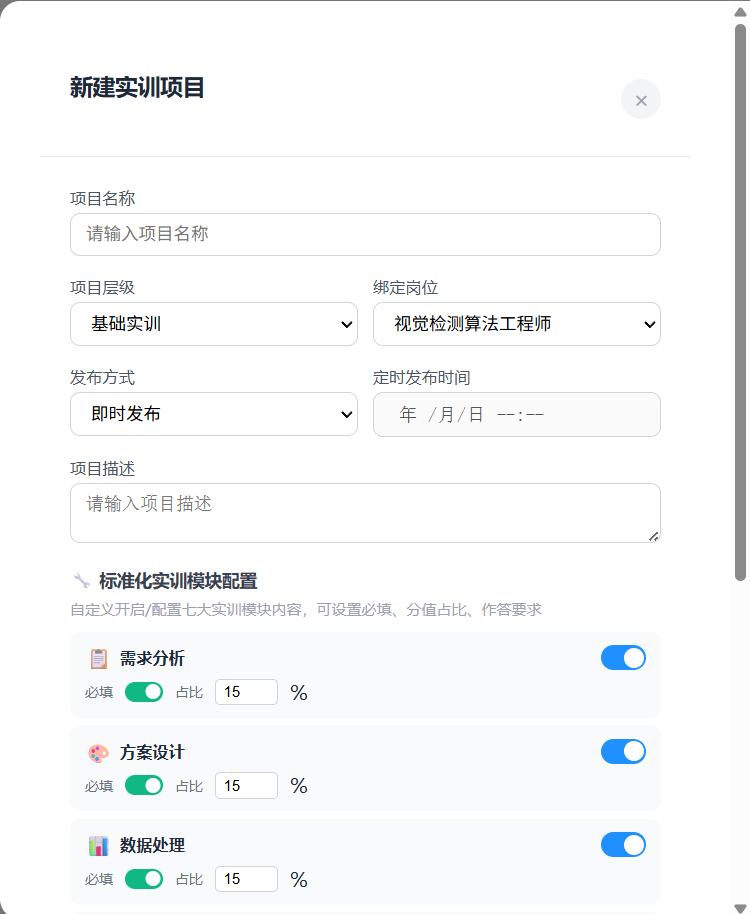 新建实训项目
×
项目名称
请输入项目名称
项目层级 绑定岗位
基础实训 视觉检测算法工程师
发布方式 定时发布时间
即时发布 年 /月/日 --:--
项目描述
请输入项目描述
标准化实训模块配置
自定义开启/配置七大实训模块内容，可设置必填、分值占比、作答要求
需求分析
必填 占比 15 %
方案设计
必填 占比 15 %
数据处理
必填 占比 15 %